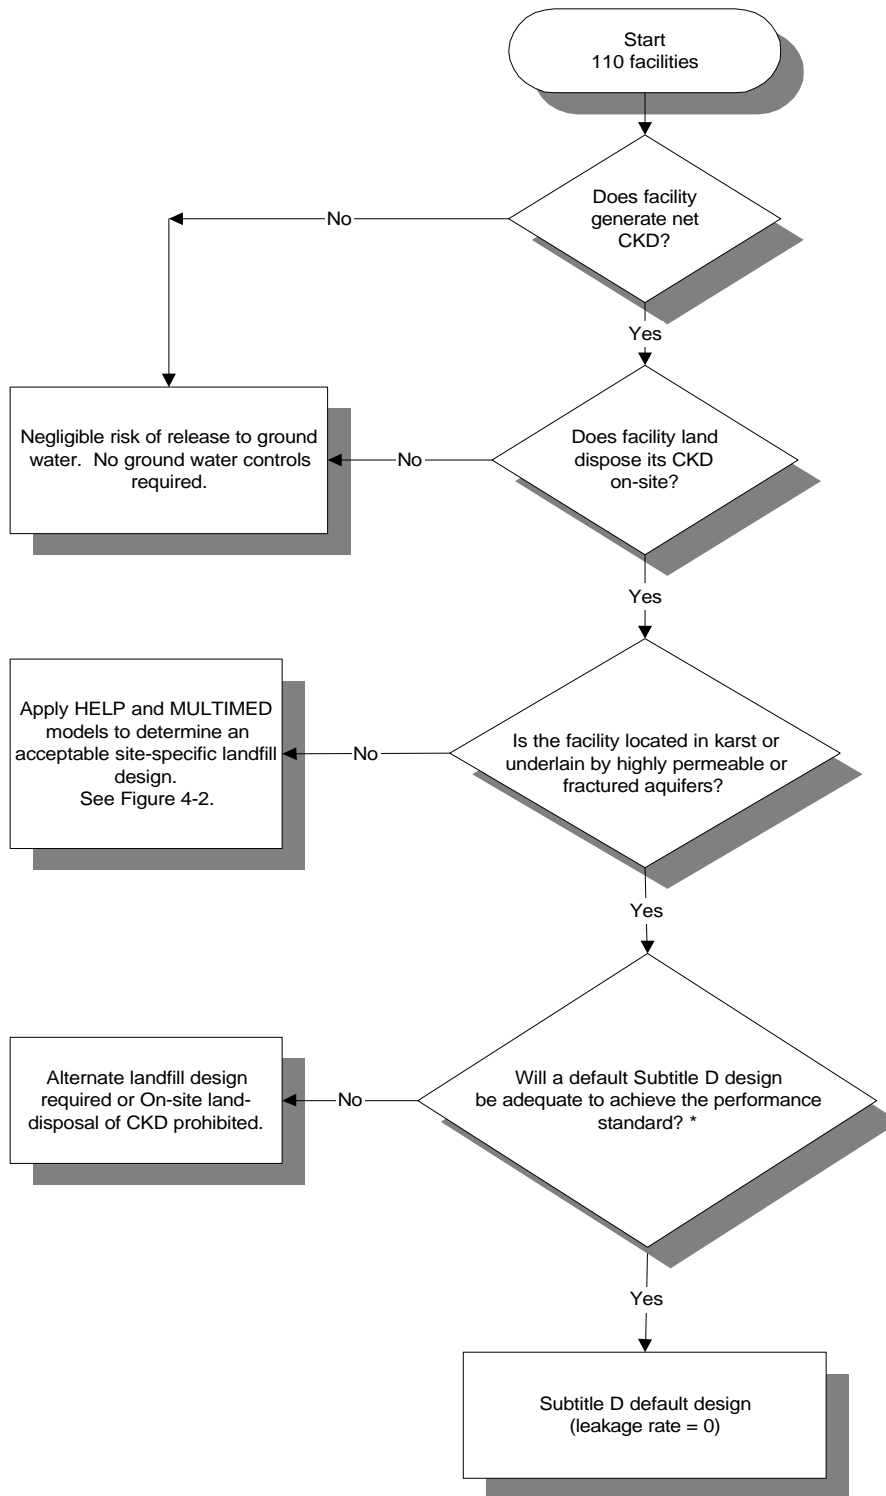 Start
110 facilities
Does facility
generate net
CKD?
No
Yes
Negligible risk of release to ground
water.  No ground water controls
required.
No
Does facility land
dispose its CKD
on-site?
Yes
Apply HELP and MULTIMED
models to determine an
acceptable site-specific landfill
design.
See Figure 4-2.
No
Is the facility located in karst or
underlain by highly permeable or
fractured aquifers?
Yes
Alternate landfill design
required or On-site land-
disposal of CKD prohibited.
No
Will a default Subtitle D design
be adequate to achieve the performance
standard? *
Yes
Subtitle D default design
(leakage rate = 0)